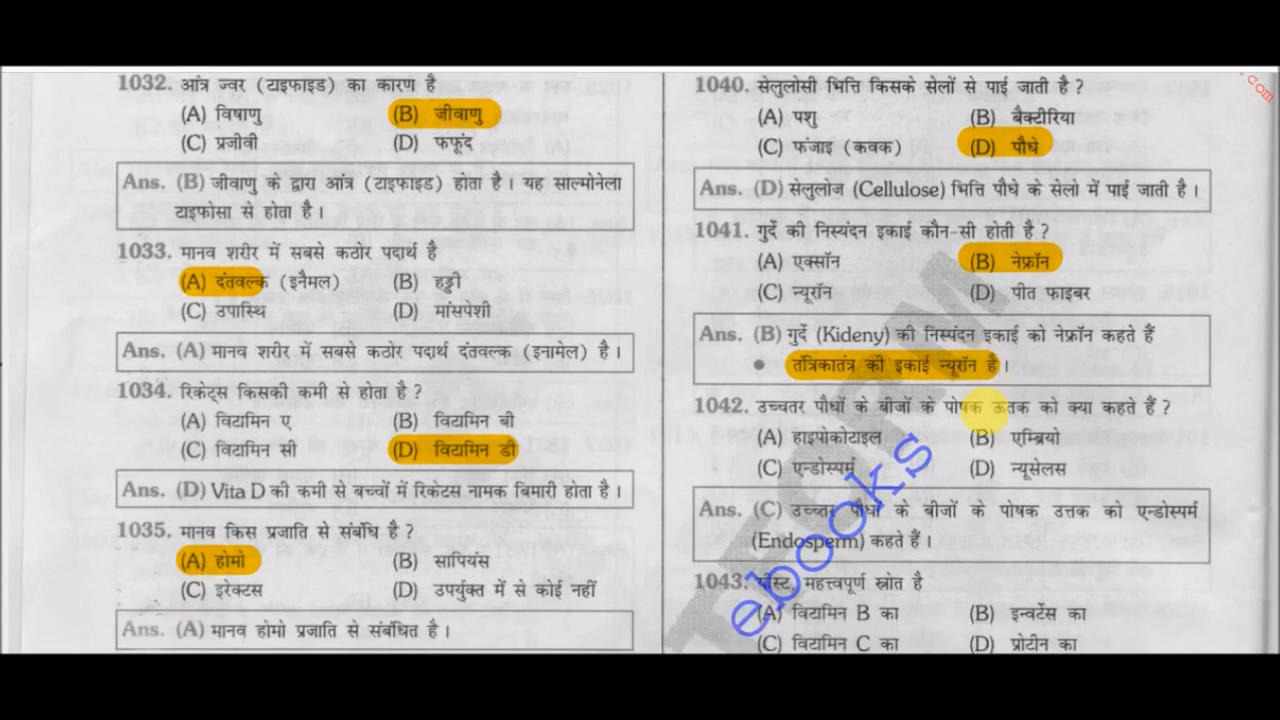 1032. आंत्र ज्वर (टाइफाइड) का कारण है
(A) विषाणु (B) जीवाणु
(C) प्रजीवी (D) फफूंद
Ans. (B) जीवाणु के द्वारा आंत्र (टाइफाइड) होता है। यह साल्मोनेला
टाइफोसा से होता है।
1033. मानव शरीर में सबसे कठोर पदार्थ है
(A) दंतवल्क (इनैमल) (B) हड्डी
(C) उपास्थि (D) मांसपेशी
Ans. (A) मानव शरीर में सबसे कठोर पदार्थ दंतवल्क (इनामेल) है।
1034. रिकेट्स किसकी कमी से होता है ?
(A) विटामिन ए (B) विटामिन बी
(C) विटामिन सी (D) विटामिन डी
Ans. (D) Vita D की कमी से बच्चों में रिकेटस नामक बिमारी होता है।
1035. मानव किस प्रजाति से संबंधि है ?
(A) होमो (B) सापियंस
(C) इरेक्टस (D) उपर्युक्त में से कोई नहीं
Ans. (A) मानव होमो प्रजाति से संबंधित है।
1040. सेलुलोसी भित्ति किसके सेलों से पाई जाती है ?
(A) पशु (B) बैक्टीरिया
(C) फंजाइ (कवक) (D) पौधे
Ans. (D) सेलुलोज (Cellulose) भित्ति पौधे के सेलो में पाई जाती है।
1041. गुर्दे की निस्यंदन इकाई कौन-सी होती है ?
(A) एक्सॉन (B) नेफ्रॉन
(C) न्यूरॉन (D) पीत फाइबर
Ans. (B) गुर्दे (Kideny) की निस्पंदन इकाई को नेफ्रॉन कहते हैं
● तंत्रिकातंत्र की इकाई न्यूरॉन है।
1042. उच्चतर पौधों के बीजों के पोषक ऊतक को क्या कहते हैं ?
(A) हाइपोकोटाइल (B) एम्ब्रियो
(C) एन्डोस्पर्म (D) न्यूसेलस
Ans. (C) उच्च्तर पौधों के बीजों के पोषक उत्तक को एन्डोस्पर्म
(Endosperm) कहते हैं।
1043. यीस्ट, महत्त्वपूर्ण स्रोत है
(A) विटामिन B का (B) इन्वर्टेस का
(C) विटामिन C का (D) प्रोटीन का
ebooks
.com